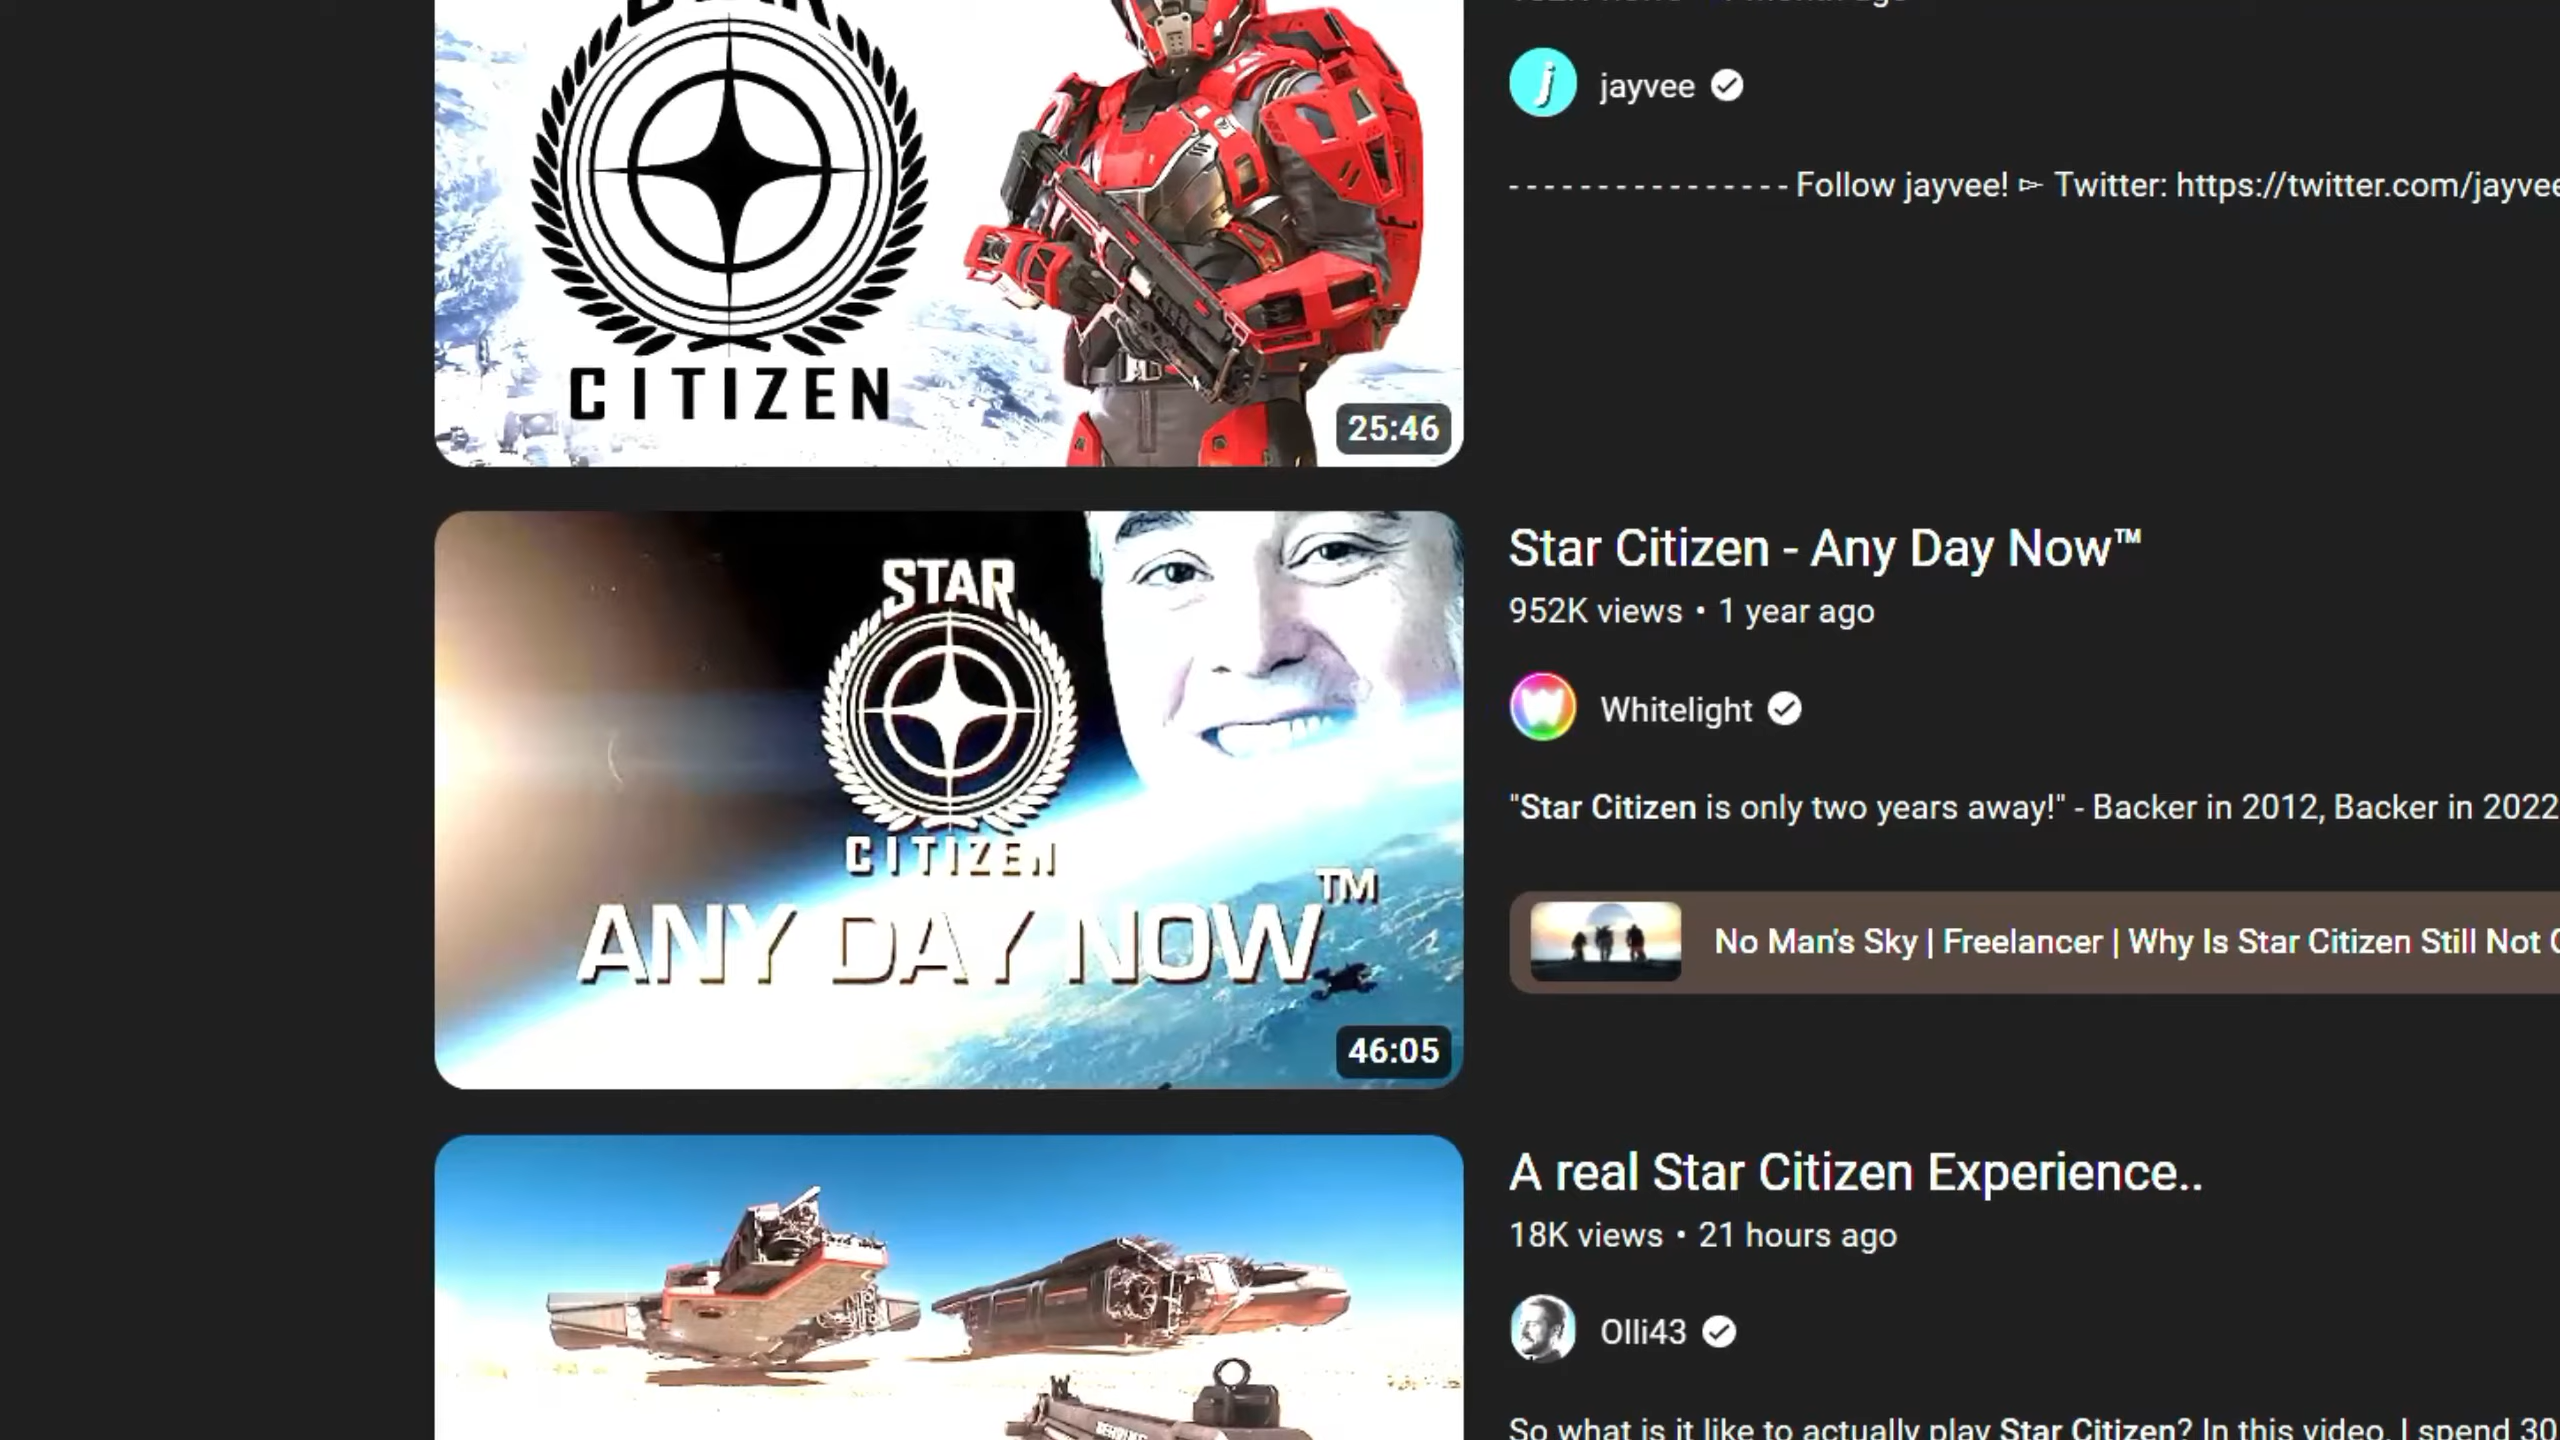 CITIZEN
25:46
jayvee
- - - - - - - - - - - - - - - - Follow jayvee! ⌲ Twitter: https://twitter.com/jayvee
STAR
CITIZEN
ANY DAY NOW™
46:05
Star Citizen - Any Day Now™
952K views • 1 year ago
Whitelight
"Star Citizen is only two years away!" - Backer in 2012, Backer in 2022
No Man's Sky | Freelancer | Why Is Star Citizen Still Not
A real Star Citizen Experience..
18K views • 21 hours ago
Olli43
So what is it like to actually play Star Citizen? In this video, I spend 30